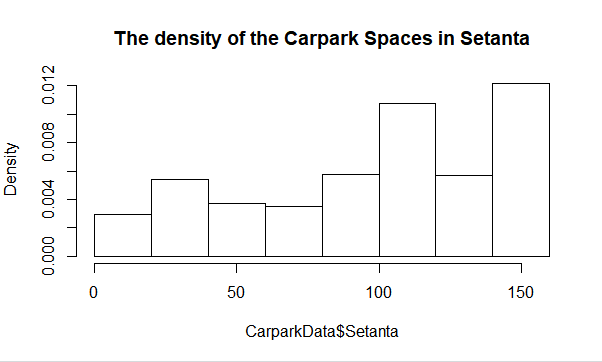 The density of the Carpark Spaces in Setanta
Density
0.012
0.008
0.004
0.000
0 50 100 150
CarparkData$Setanta